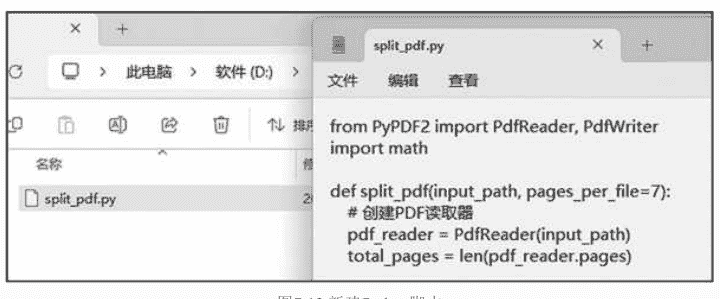 此电脑 > 软件 (D:) >
排序
名称
split_pdf.py
20
split_pdf.py
文件 编辑 查看
from PyPDF2 import PdfReader, PdfWriter
import math
def split_pdf(input_path, pages_per_file=7):
# 创建PDF读取器
pdf_reader = PdfReader(input_path)
total_pages = len(pdf_reader.pages)